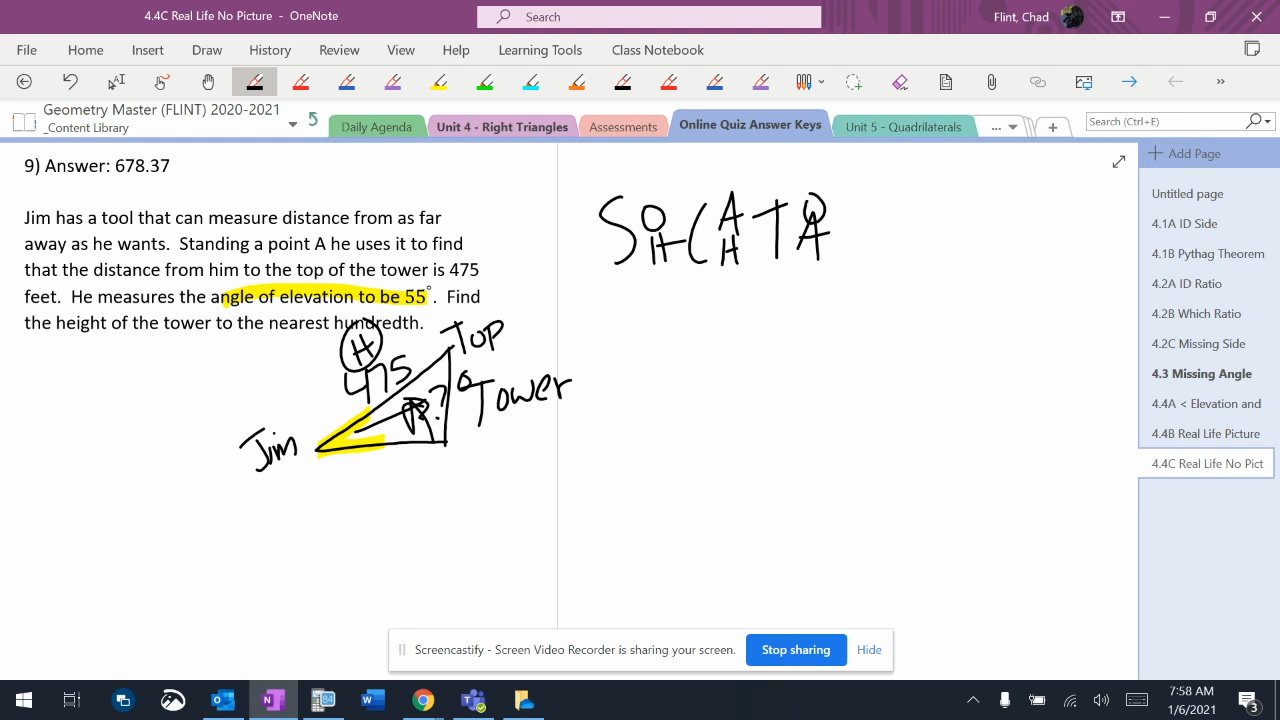 4.4C Real Life No Picture - OneNote
Search
Flint, Chad
File Home Insert Draw History Review View Help Learning Tools Class Notebook
Geometry Master (FLINT) 2020-2021
_Content Library
Daily Agenda
Unit 4 - Right Triangles
Assessments
Online Quiz Answer Keys
Unit 5 - Quadrilaterals
...
Search (Ctrl+E)
9) Answer: 678.37
Jim has a tool that can measure distance from as far
away as he wants. Standing a point A he uses it to find
that the distance from him to the top of the tower is 475
feet. He measures the angle of elevation to be 55°. Find
the height of the tower to the nearest hundredth.
H
Top
475
? O Tower
Jim
S O H C A H T O A
Add Page
Untitled page
4.1A ID Side
4.1B Pythag Theorem
4.2A ID Ratio
4.2B Which Ratio
4.2C Missing Side
4.3 Missing Angle
4.4A < Elevation and
4.4B Real Life Picture
4.4C Real Life No Pict
Screencastify - Screen Video Recorder is sharing your screen.
Stop sharing
Hide
84
7:58 AM
1/6/2021
3